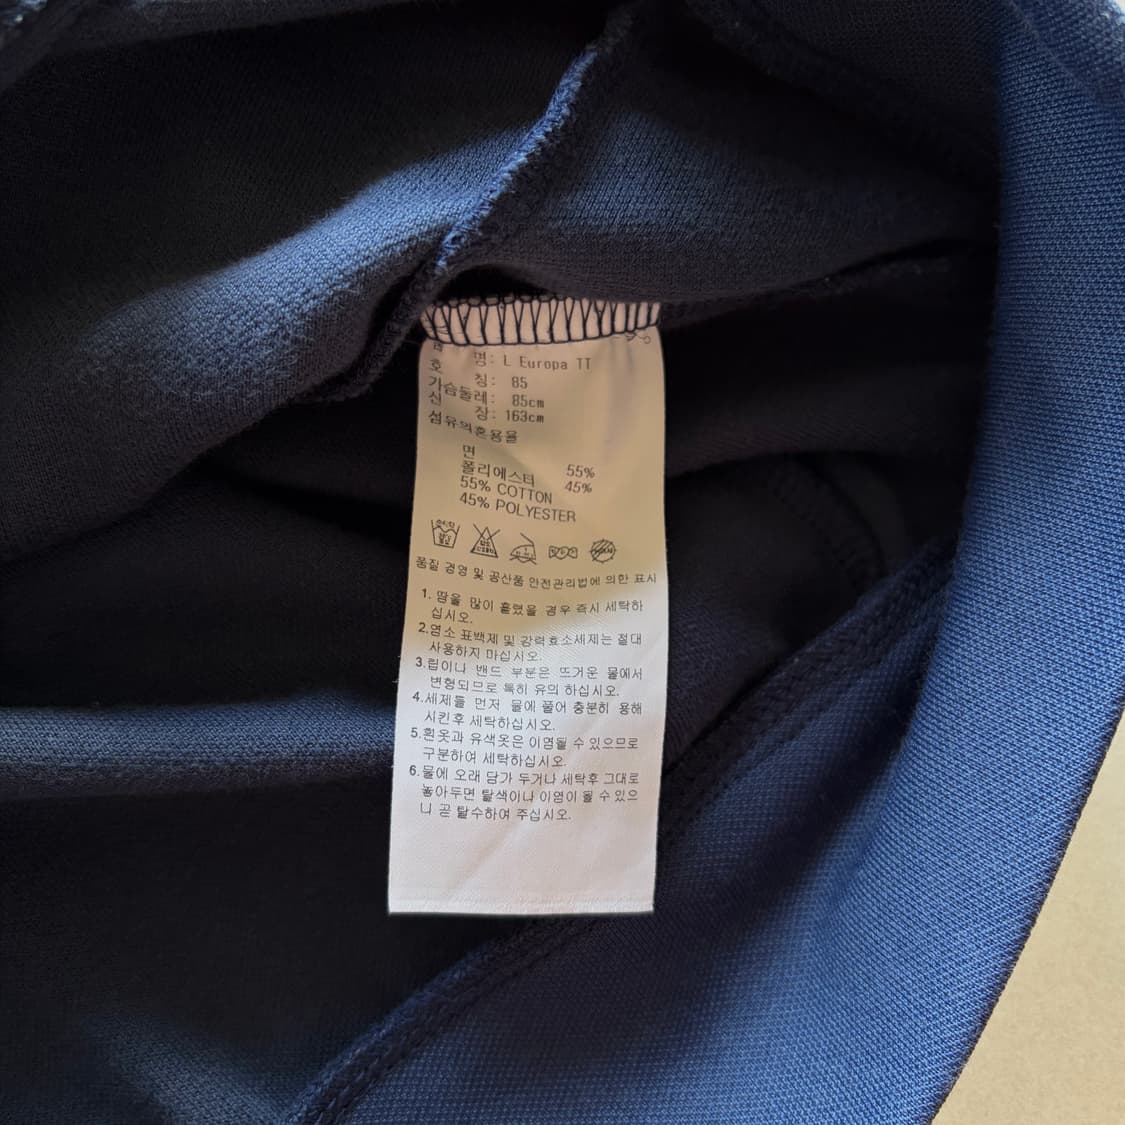 명: L Europa TT
호 칭: 85
가슴둘레: 85cm
신 장: 163cm
섬유의혼용율
면 55%
폴리에스터 45%
55% COTTON
45% POLYESTER
품질 경영 및 공산품 안전관리법에 의한 표시
1. 땀을 많이 흘렸을 경우 즉시 세탁하
십시오.
2.염소 표백제 및 강력효소세제는 절대
사용하지 마십시오.
3.립이나 밴드 부분은 뜨거운 물에서
변형되므로 특히 유의 하십시오.
4.세제를 먼저 물에 풀어 충분히 용해
시킨후 세탁하십시오.
5.흰옷과 유색옷은 이염될 수 있으므로
구분하여 세탁하십시오.
6.물에 오래 담가 두거나 세탁후 그대로
놓아두면 탈색이나 이염이 될 수 있으
니 곧 탈수하여 주십시오.